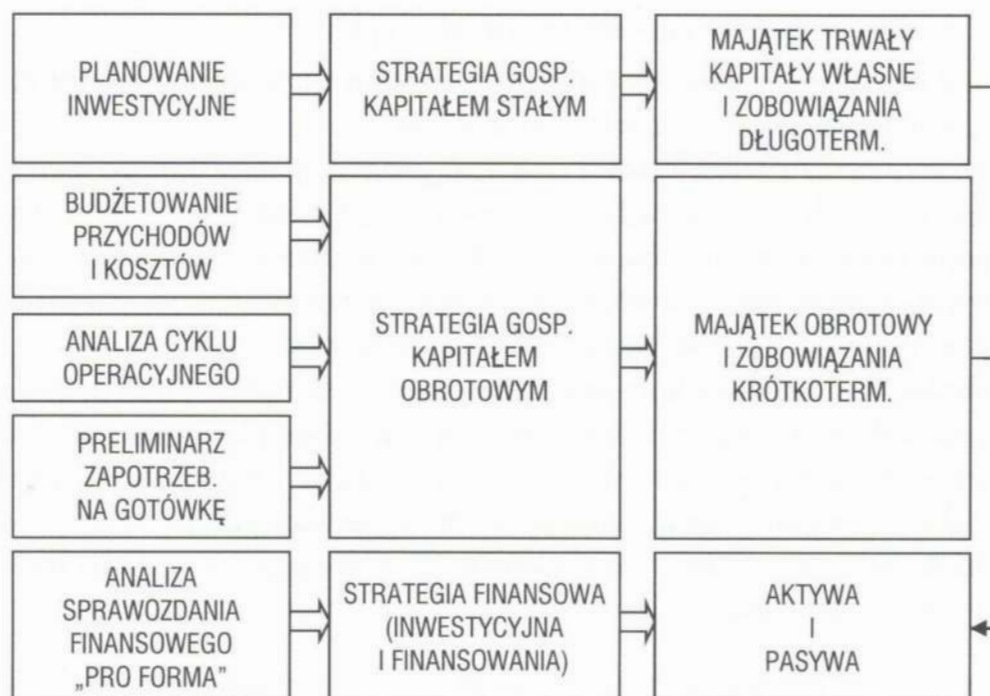 PLANOWANIE
INWESTYCYJNE
STRATEGIA GOSP.
KAPITAŁEM STAŁYM
MAJĄTEK TRWAŁY
KAPITAŁY WŁASNE
I ZOBOWIĄZANIA
DŁUGOTERM.
BUDŻETOWANIE
PRZYCHODÓW
I KOSZTÓW
ANALIZA CYKLU
OPERACYJNEGO
PRELIMINARZ
ZAPOTRZEB.
NA GOTÓWKĘ
STRATEGIA GOSP.
KAPITAŁEM
OBROTOWYM
MAJĄTEK OBROTOWY
I ZOBOWIĄZANIA
KRÓTKOTERM.
ANALIZA
SPRAWOZDANIA
FINANSOWEGO
„PRO FORMA”
STRATEGIA FINANSOWA
(INWESTYCYJNA
I FINANSOWANIA)
AKTYWA
I
PASYWA